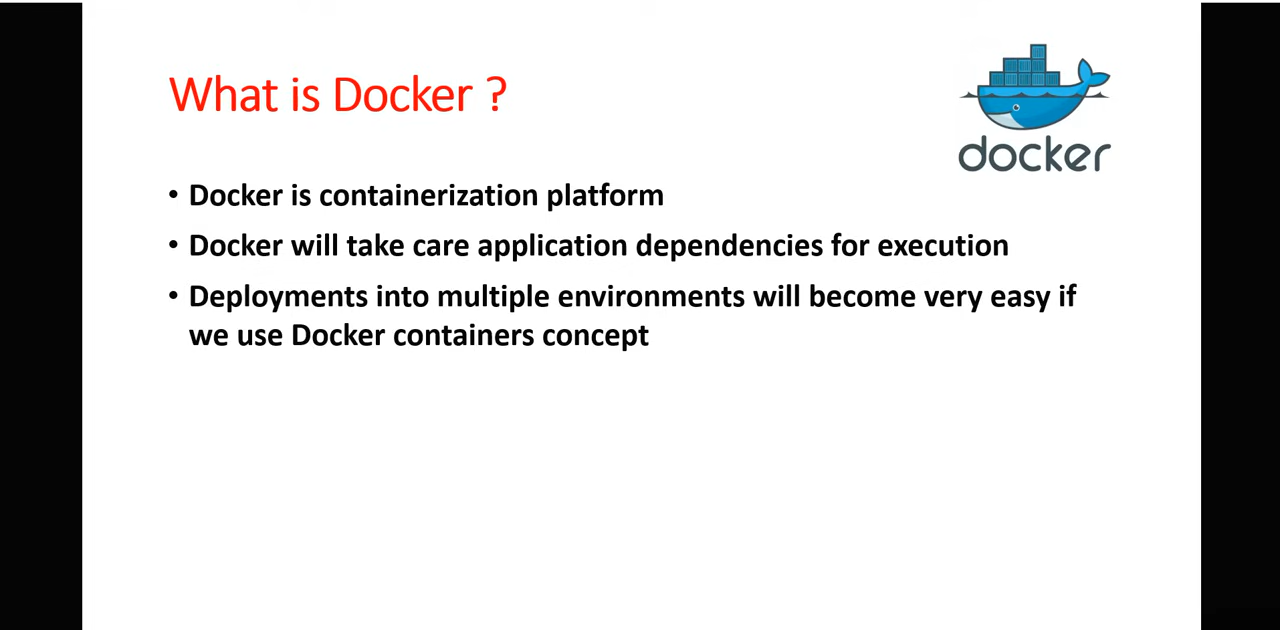 What is Docker ?
docker
• Docker is containerization platform
• Docker will take care application dependencies for execution
• Deployments into multiple environments will become very easy if
we use Docker containers concept